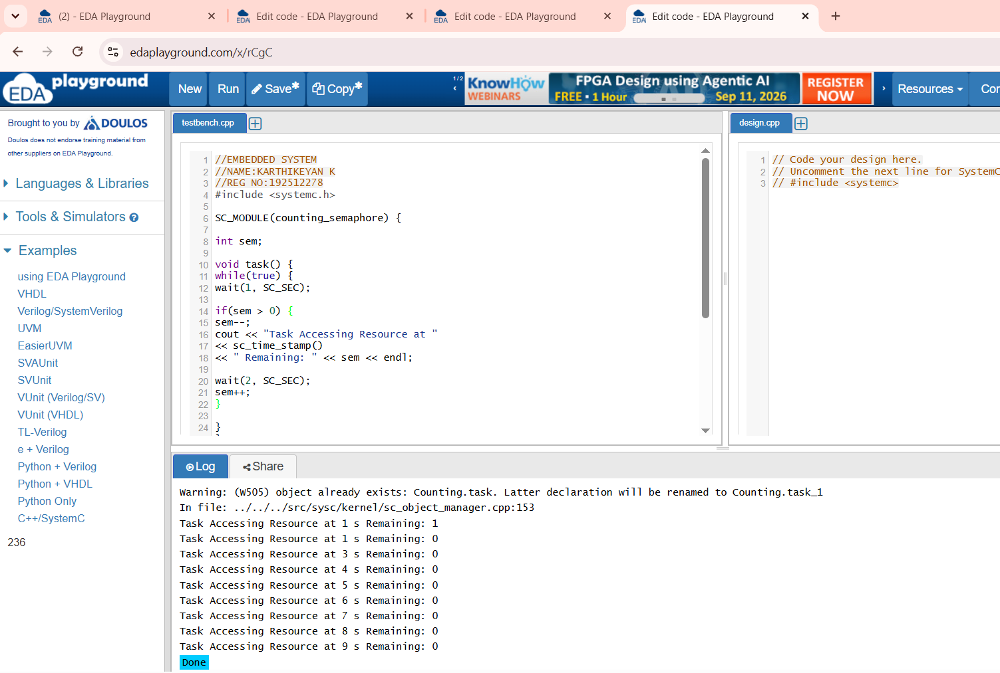 (2) - EDA Playground
Edit code - EDA Playground
Edit code - EDA Playground
Edit code - EDA Playground
edaplayground.com/x/rCgC
EDA playground
New
Run
Save*
Copy*
1/2
KnowHow
WEBINARS
FPGA Design using Agentic AI
FREE • 1 Hour
Sep 11, 2026
REGISTER
NOW
Resources
Brought to you by DOULOS
Doulos does not endorse training material from
other suppliers on EDA Playground.
Languages & Libraries
Tools & Simulators
Examples
using EDA Playground
VHDL
Verilog/SystemVerilog
UVM
EasierUVM
SVAUnit
SVUnit
VUnit (Verilog/SV)
VUnit (VHDL)
TL-Verilog
e + Verilog
Python + Verilog
Python + VHDL
Python Only
C++/SystemC
236
testbench.cpp
1 //EMBEDDED SYSTEM
2 //NAME:KARTHIKEYAN K
3 //REG NO:192512278
4 #include <systemc.h>
5
6 SC_MODULE(counting_semaphore) {
7
8 int sem;
9
10 void task() {
11 while(true) {
12 wait(1, SC_SEC);
13
14 if(sem > 0) {
15 sem--;
16 cout << "Task Accessing Resource at "
17 << sc_time_stamp()
18 << " Remaining: " << sem << endl;
19
20 wait(2, SC_SEC);
21 sem++;
22 }
23
24 }
design.cpp
1 // Code your design here.
2 // Uncomment the next line for SystemC
3 // #include <systemc>
Log
Share
Warning: (W505) object already exists: Counting.task. Latter declaration will be renamed to Counting.task_1
In file: ../../../src/sysc/kernel/sc_object_manager.cpp:153
Task Accessing Resource at 1 s Remaining: 1
Task Accessing Resource at 1 s Remaining: 0
Task Accessing Resource at 3 s Remaining: 0
Task Accessing Resource at 4 s Remaining: 0
Task Accessing Resource at 5 s Remaining: 0
Task Accessing Resource at 6 s Remaining: 0
Task Accessing Resource at 7 s Remaining: 0
Task Accessing Resource at 8 s Remaining: 0
Task Accessing Resource at 9 s Remaining: 0
Done